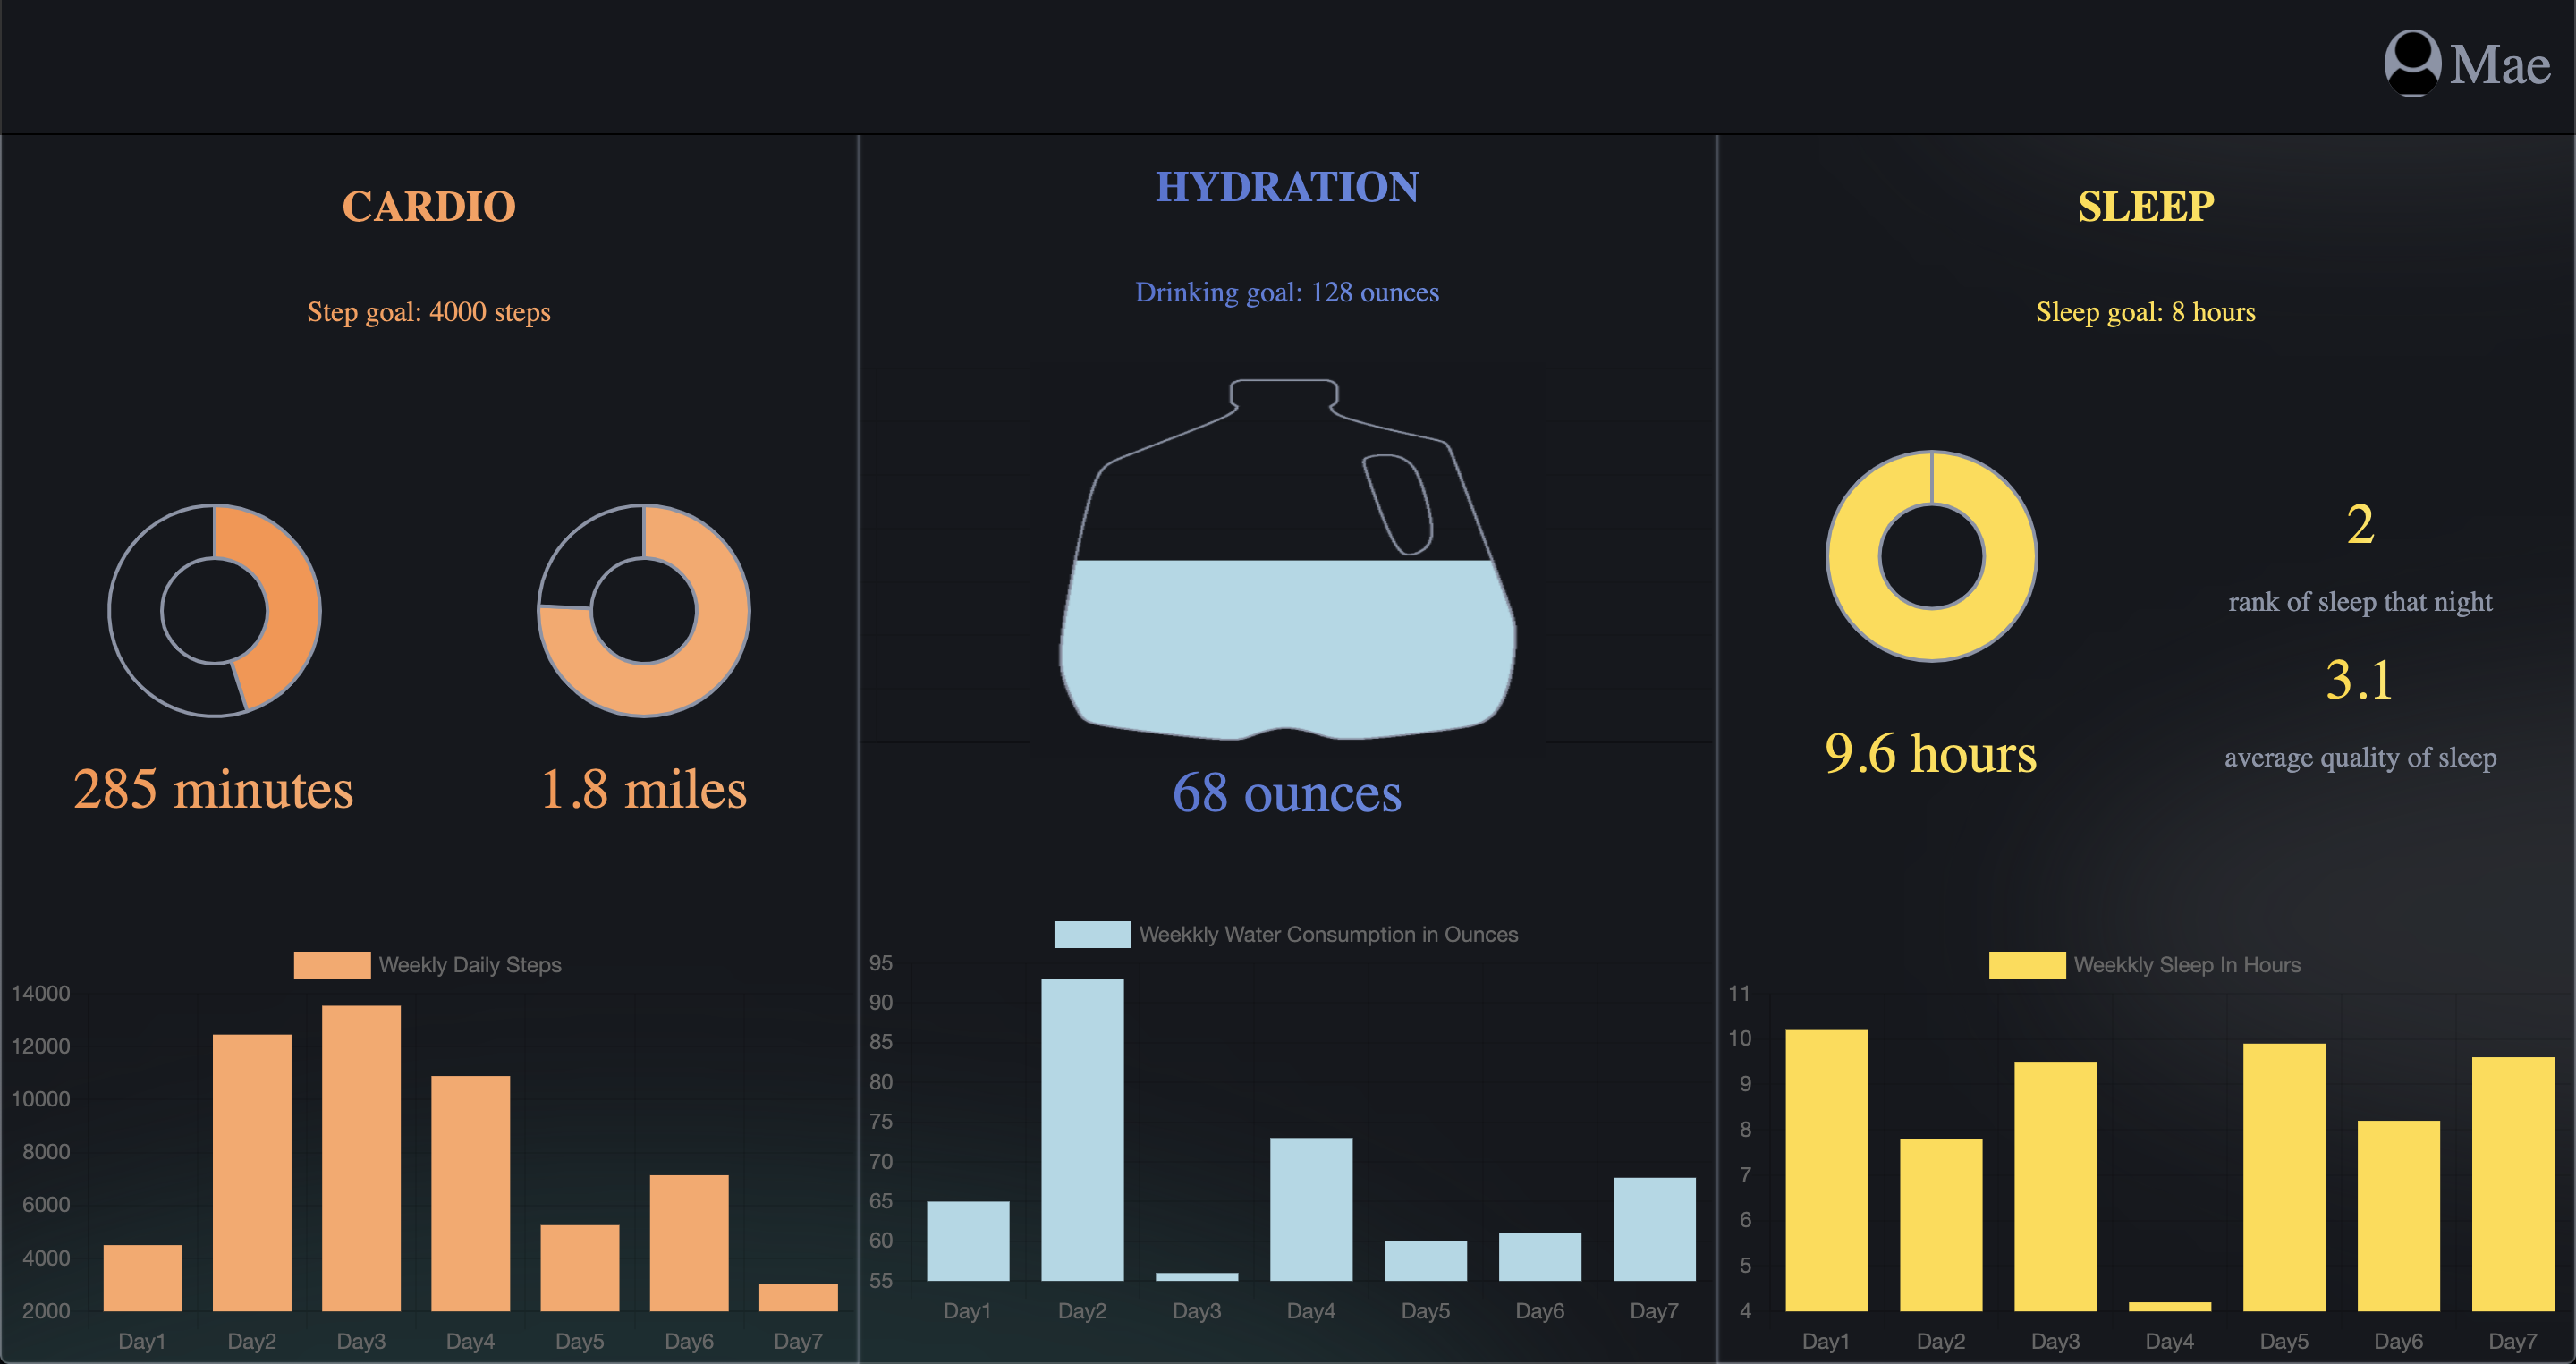 Mae
CARDIO
Step goal: 4000 steps
285 minutes
1.8 miles
Weekly Daily Steps
14000
12000
10000
8000
6000
4000
2000
Day1 Day2 Day3 Day4 Day5 Day6 Day7
HYDRATION
Drinking goal: 128 ounces
68 ounces
Weekkly Water Consumption in Ounces
95
90
85
80
75
70
65
60
55
Day1 Day2 Day3 Day4 Day5 Day6 Day7
SLEEP
Sleep goal: 8 hours
9.6 hours
2
rank of sleep that night
3.1
average quality of sleep
Weekkly Sleep In Hours
11
10
9
8
7
6
5
4
Day1 Day2 Day3 Day4 Day5 Day6 Day7